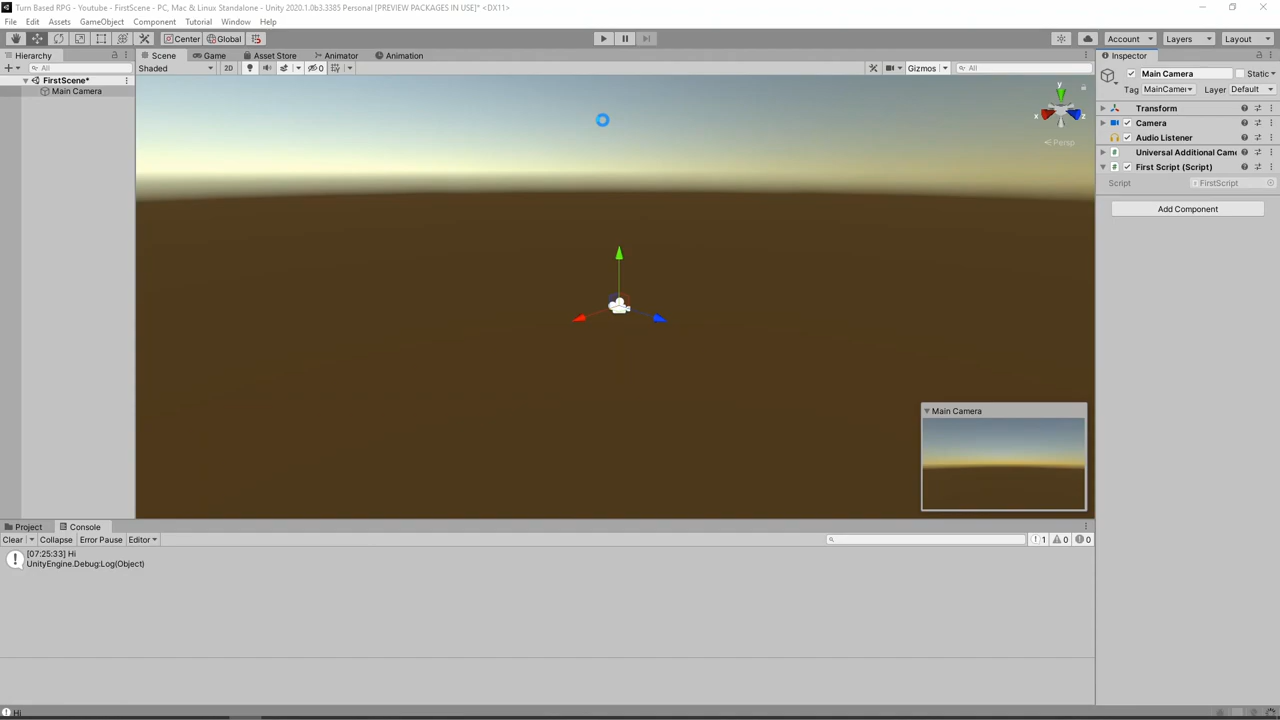 Turn Based RPG - Youtube - FirstScene - PC, Mac & Linux Standalone - Unity 2020.1.0b3.3385 Personal [PREVIEW PACKAGES IN USE]* <DX11>
File Edit Assets GameObject Component Tutorial Window Help
Center Global Account Layers Layout
Hierarchy Scene Game Asset Store Animator Animation Inspector
All Shaded 2D 0 Gizmos All Main Camera Static
FirstScene* Tag MainCamer Layer Default
Main Camera
y
x z
Persp
Transform
Camera
Audio Listener
Universal Additional Came
First Script (Script)
Script FirstScript
Add Component
Main Camera
Project Console
Clear Collapse Error Pause Editor 1 0 0
[07:25:33] Hi
UnityEngine.Debug:Log(Object)
Hi